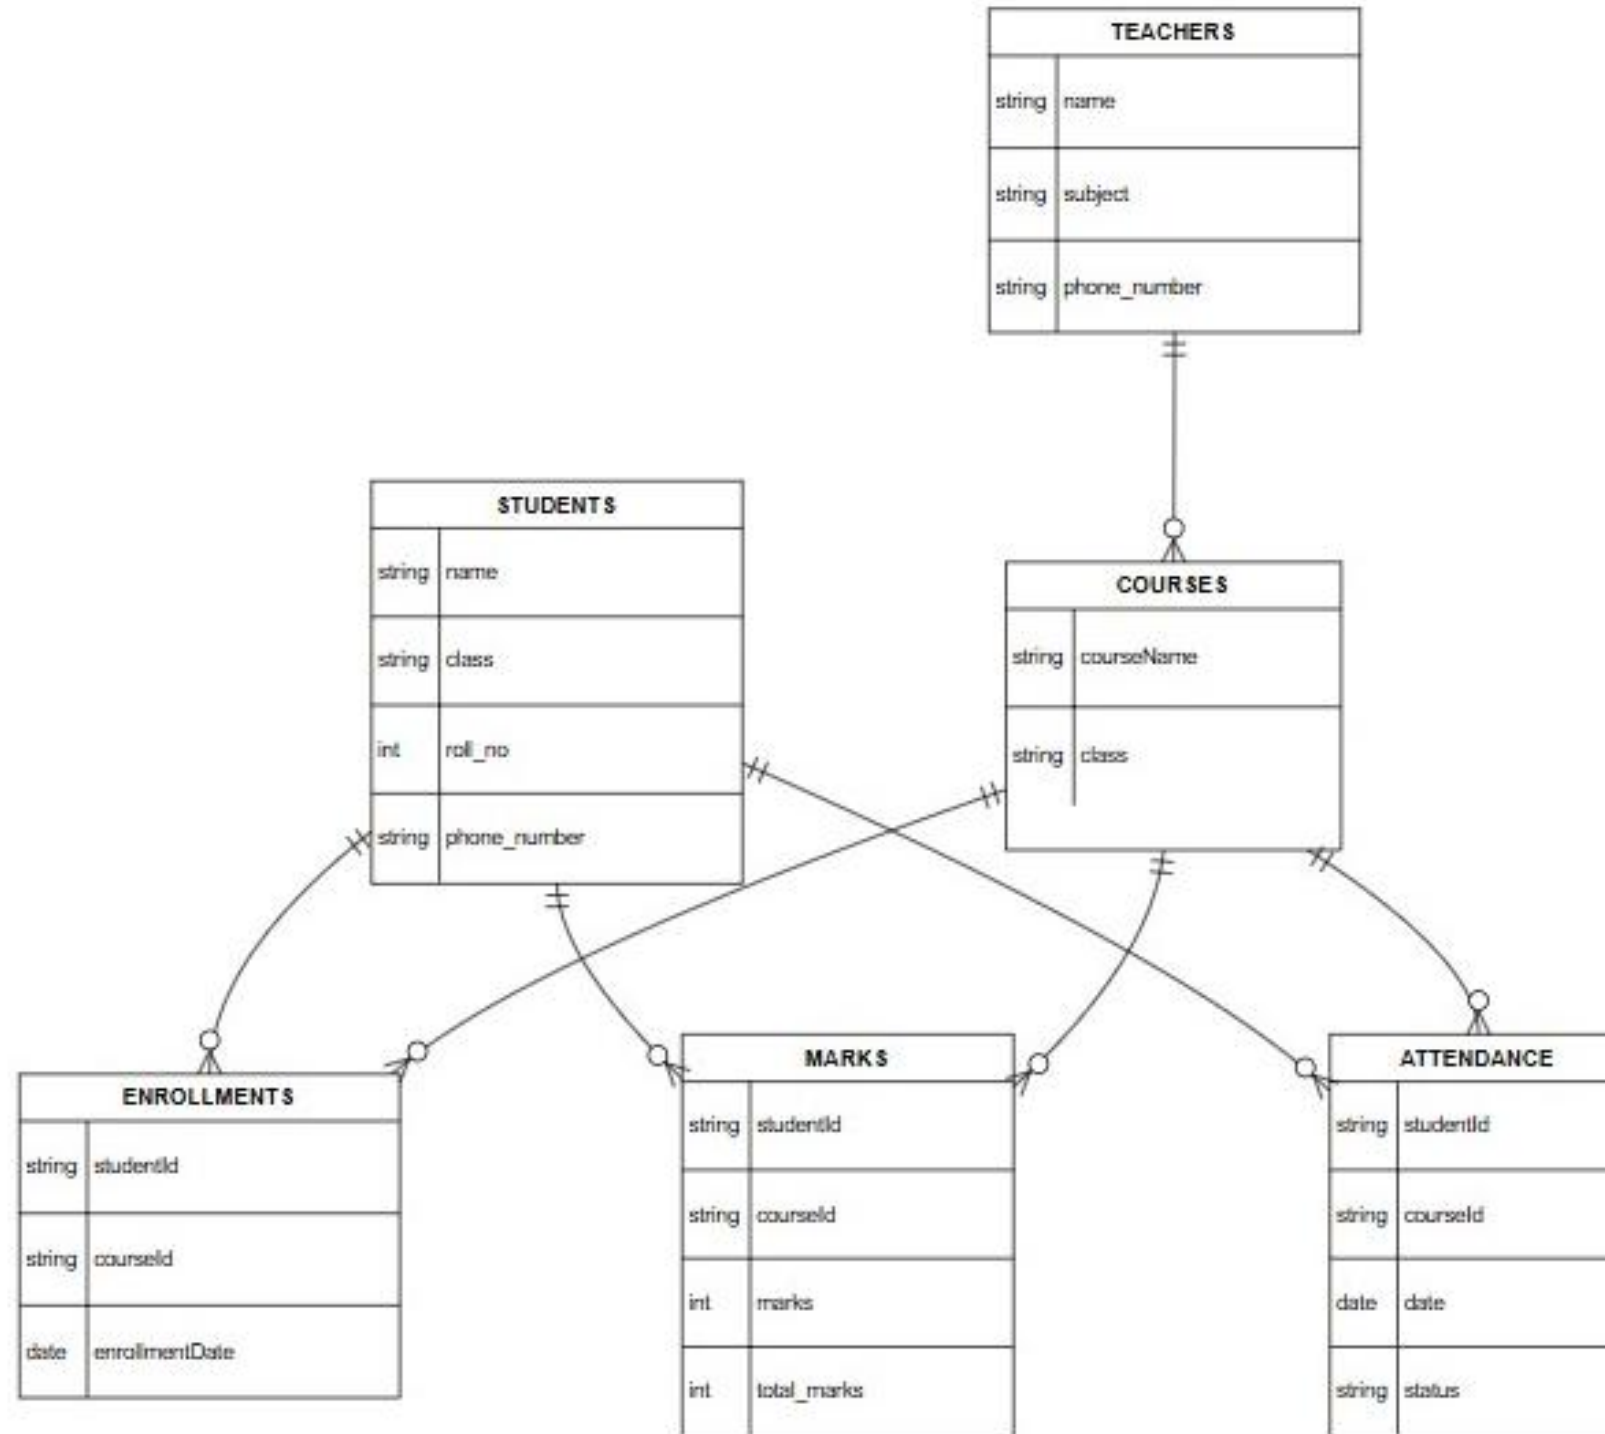 TEACHERS
string name
string subject
string phone_number
STUDENTS
string name
string class
int roll_no
string phone_number
COURSES
string courseName
string class
ENROLLMENTS
string studentId
string courseId
date enrollmentDate
MARKS
string studentId
string courseId
int marks
int total_marks
ATTENDANCE
string studentId
string courseId
date date
string status